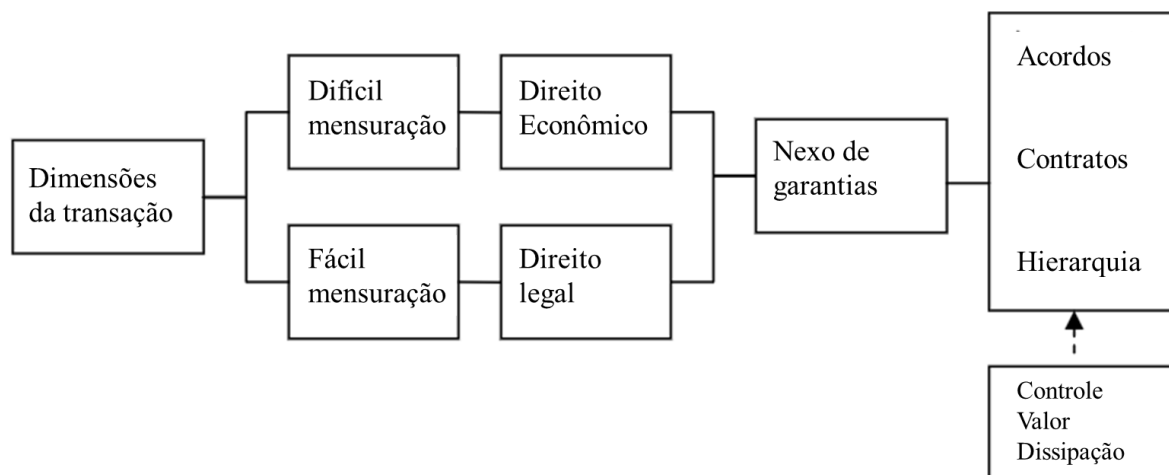 Dimensões
da transação
Difícil
mensuração
Direito
Econômico
Fácil
mensuração
Direito
legal
Nexo de
garantias
Acordos
Contratos
Hierarquia
Controle
Valor
Dissipação